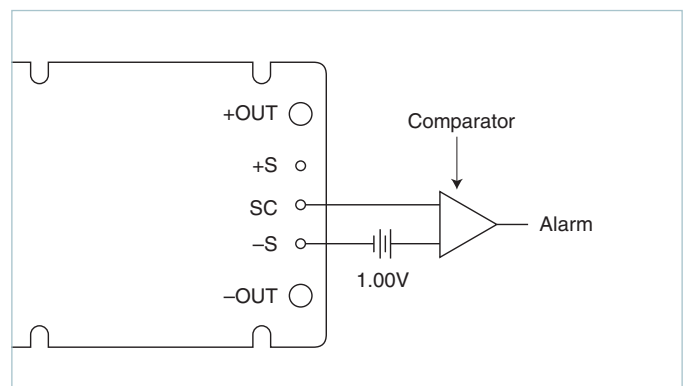 +OUT
Comparator
+S
SC
Alarm
–S
1.00V
–OUT